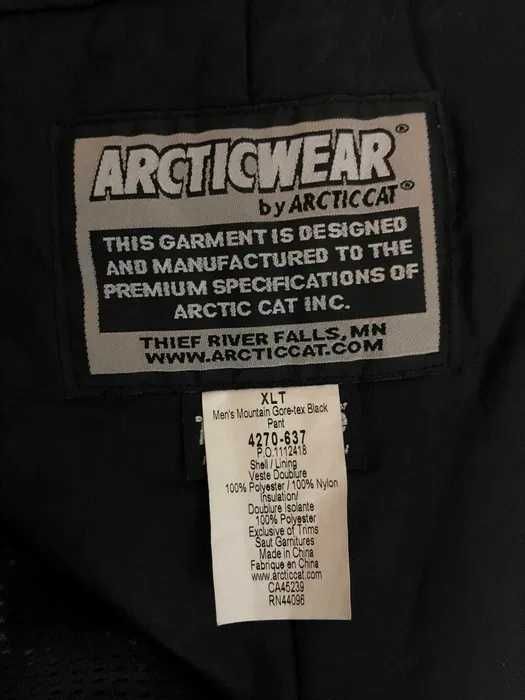 ARCTICWEAR®
by ARCTIC CAT®
THIS GARMENT IS DESIGNED
AND MANUFACTURED TO THE
PREMIUM SPECIFICATIONS OF
ARCTIC CAT INC.
THIEF RIVER FALLS, MN
WWW.ARCTICCAT.COM
XLT
Men's Mountain Gore-tex Black
Pant
4270-637
P.O.1112418
Shell / Lining
Veste Doublure
100% Polyester / 100% Nylon
Insulation/
Doublure Isolante
100% Polyester
Exclusive of Trims
Saut Garnitures
Made in China
Fabrique en China
www.arcticcat.com
CA45239
RN44096